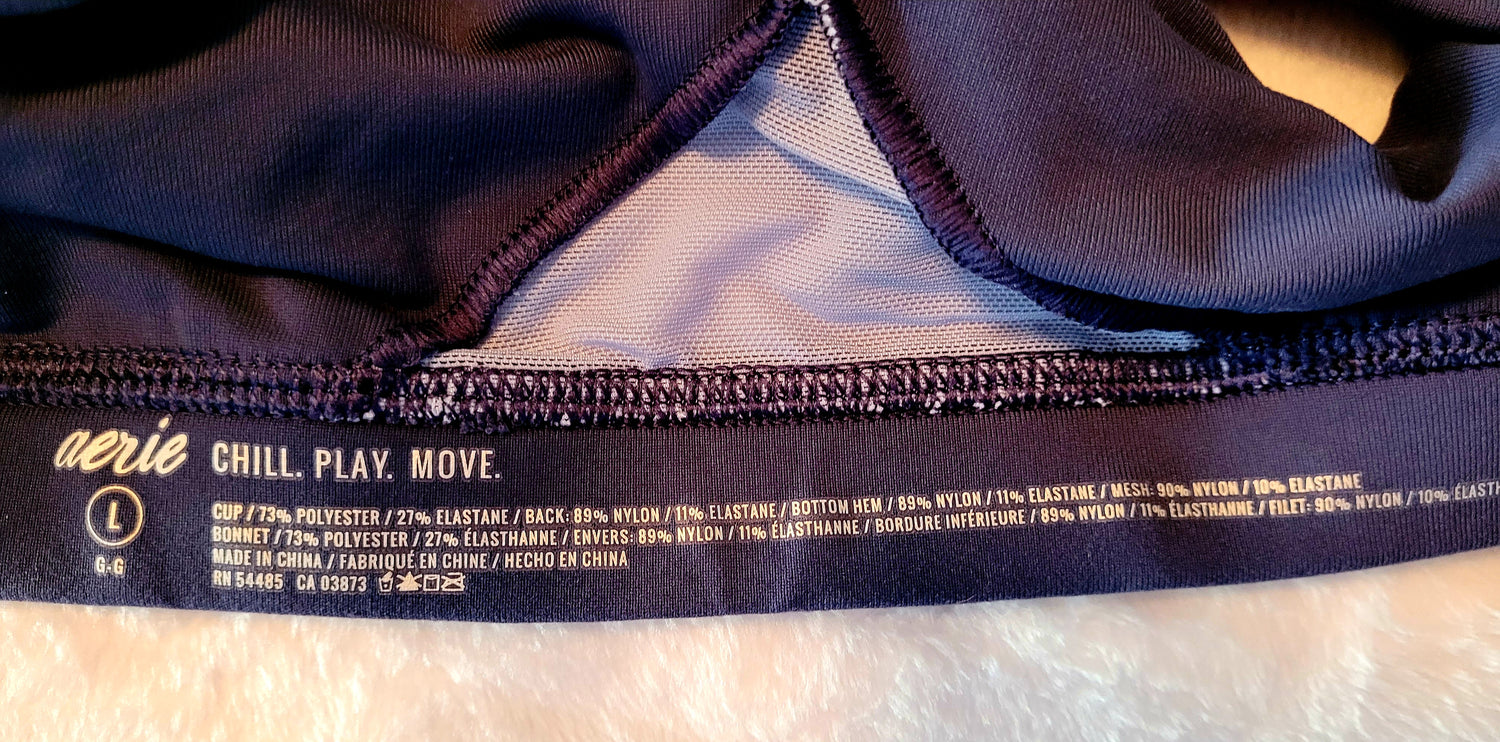 aerie CHILL. PLAY. MOVE.
L
G-G
CUP / 73% POLYESTER / 27% ELASTANE / BACK: 89% NYLON / 11% ELASTANE / BOTTOM HEM / 89% NYLON / 11% ELASTANE / MESH: 90% NYLON / 10% ELASTANE
BONNET / 73% POLYESTER / 27% ÉLASTHANNE / ENVERS: 89% NYLON / 11% ÉLASTHANNE / BORDURE INFÉRIEURE / 89% NYLON / 11% ÉLASTHANNE / FILET: 90% NYLON / 10%
MADE IN CHINA / FABRIQUÉ EN CHINE / HECHO EN CHINA
RN 54485 CA 03873